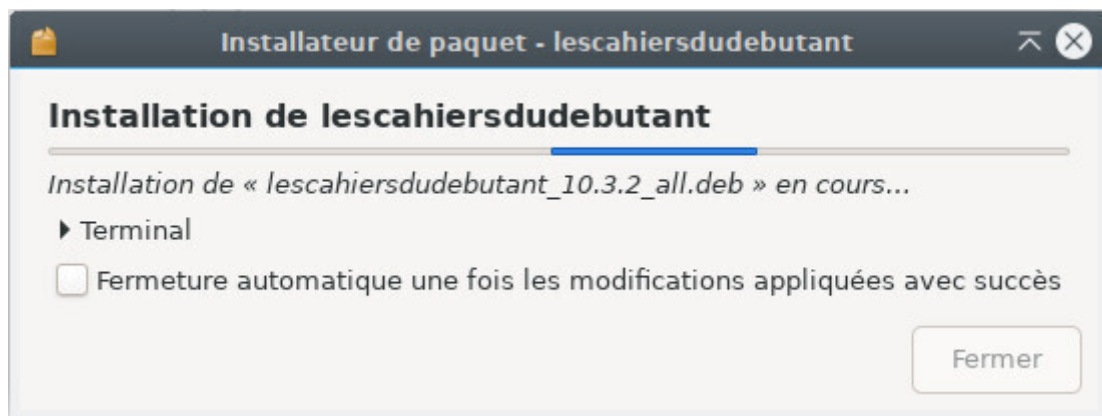 Installateur de paquet - lescahiersdudebutant
Installation de lescahiersdudebutant
Installation de « lescahiersdudebutant_10.3.2_all.deb » en cours...
Terminal
Fermeture automatique une fois les modifications appliquées avec succès
Fermer